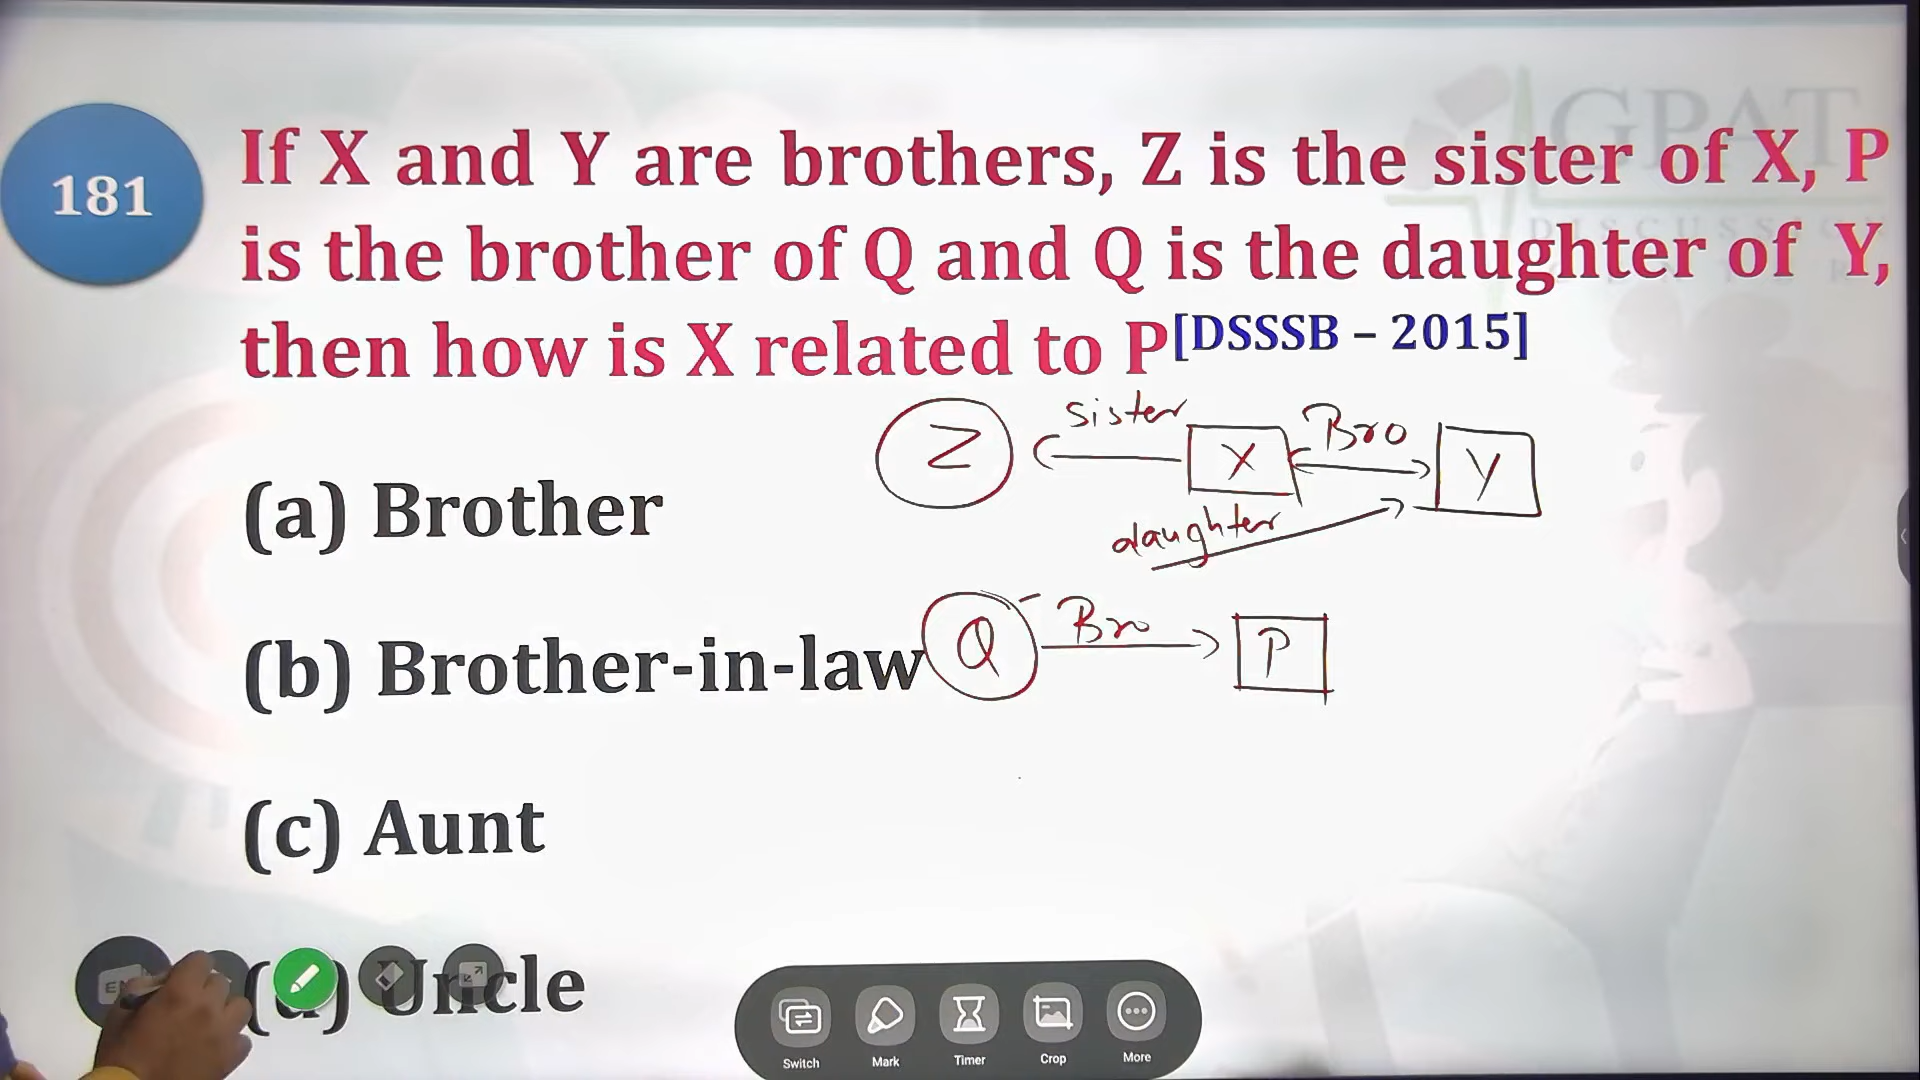 181
If X and Y are brothers, Z is the sister of X, P
is the brother of Q and Q is the daughter of Y,
then how is X related to P[DSSSB – 2015]
Z sister X Bro Y
daughter
(a) Brother
Q Bro P
(b) Brother-in-law
(c) Aunt
(d) Uncle
GPAT
Switch Mark Timer Crop More